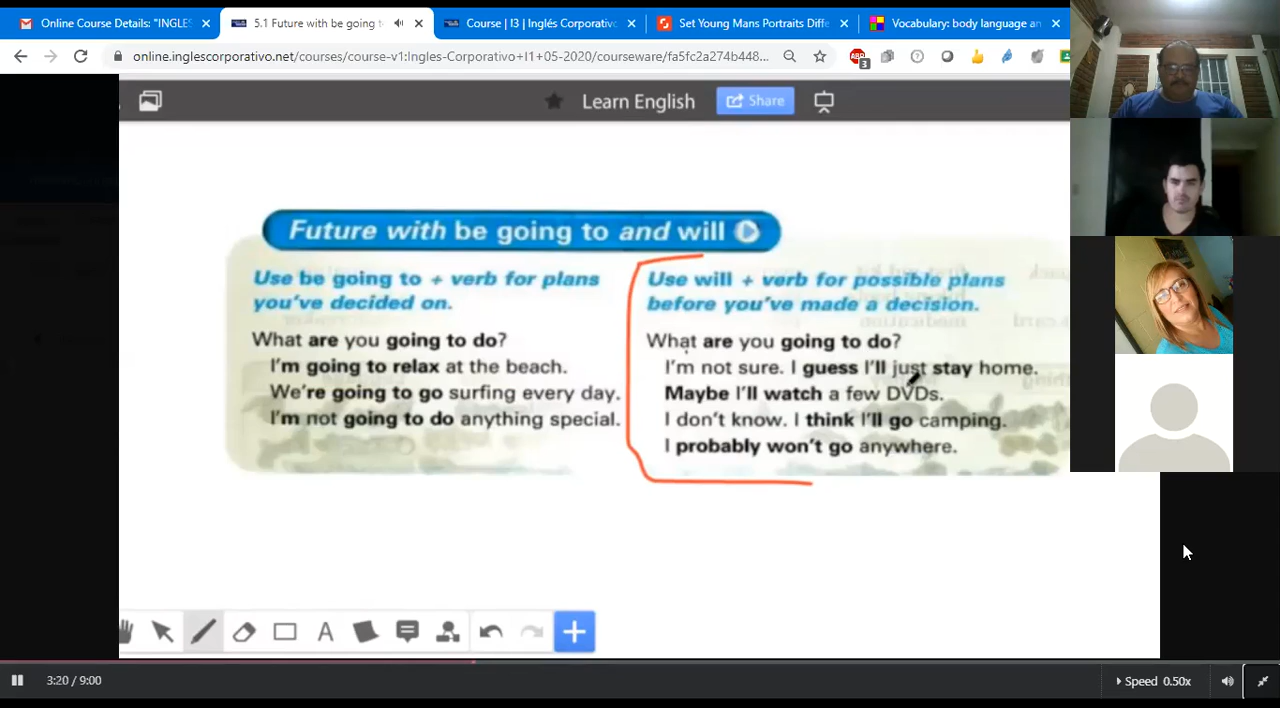 Online Course Details: "INGLES
5.1 Future with be going t
Course | I3 | Inglés Corporativo
Set Young Mans Portraits Diffe
Vocabulary: body language an
online.inglescorporativo.net/courses/course-v1:Ingles-Corporativo+I1+05-2020/courseware/fa5fc2a274b448...
3
Learn English
Share
Future with be going to and will
Use be going to + verb for plans
you've decided on.
What are you going to do?
I'm going to relax at the beach.
We're going to go surfing every day.
I'm not going to do anything special.
Use will + verb for possible plans
before you've made a decision.
What are you going to do?
I'm not sure. I guess I'll just stay home.
Maybe I'll watch a few DVDs.
I don't know. I think I'll go camping.
I probably won't go anywhere.
A
3:20 / 9:00
Speed 0.50x